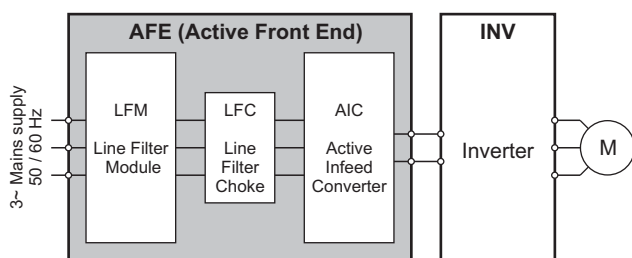 AFE (Active Front End)
INV
3~ Mains supply
50 / 60 Hz
LFM
Line Filter
Module
LFC
Line
Filter
Choke
AIC
Active
Infeed
Converter
Inverter
M